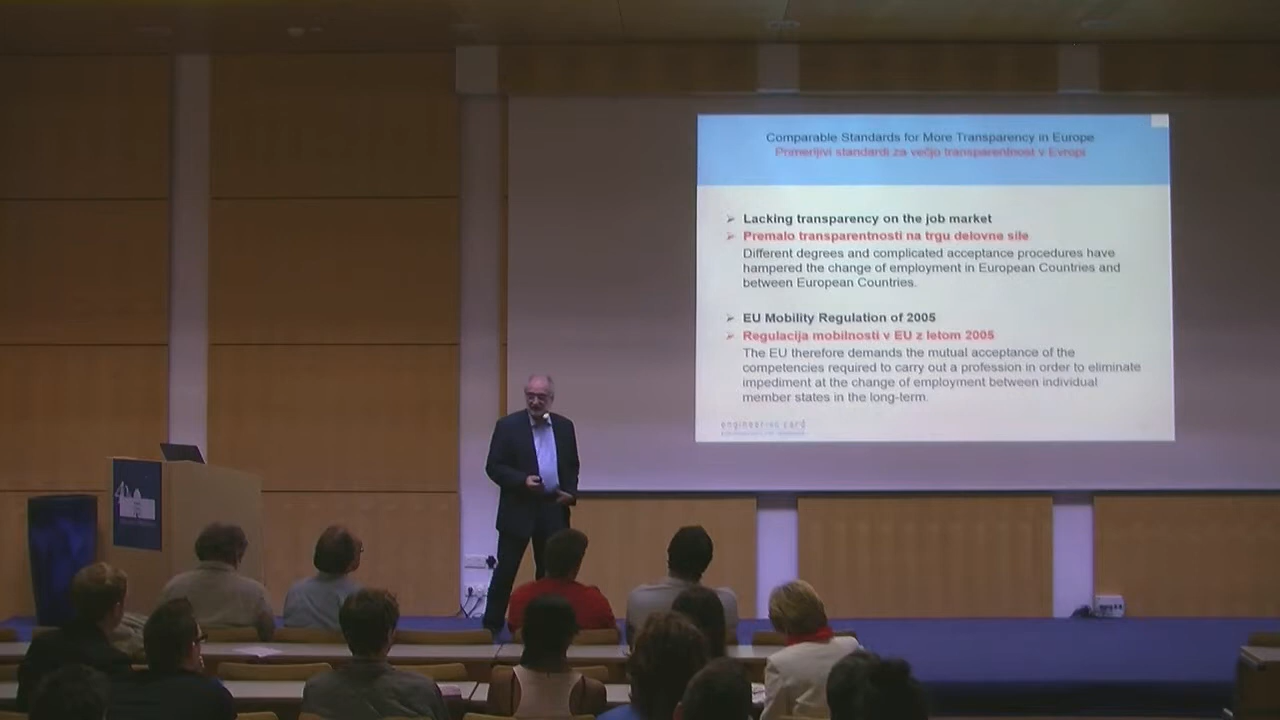 Comparable Standards for More Transparency in Europe
Primerljivi standardi za večjo transparentnost v Evropi
Lacking transparency on the job market
Premalo transparentnosti na trgu delovne sile
Different degrees and complicated acceptance procedures have
hampered the change of employment in European Countries and
between European Countries.
EU Mobility Regulation of 2005
Regulacija mobilnosti v EU z letom 2005
The EU therefore demands the mutual acceptance of the
competencies required to carry out a profession in order to eliminate
impediment at the change of employment between individual
member states in the long-term.
engineering card